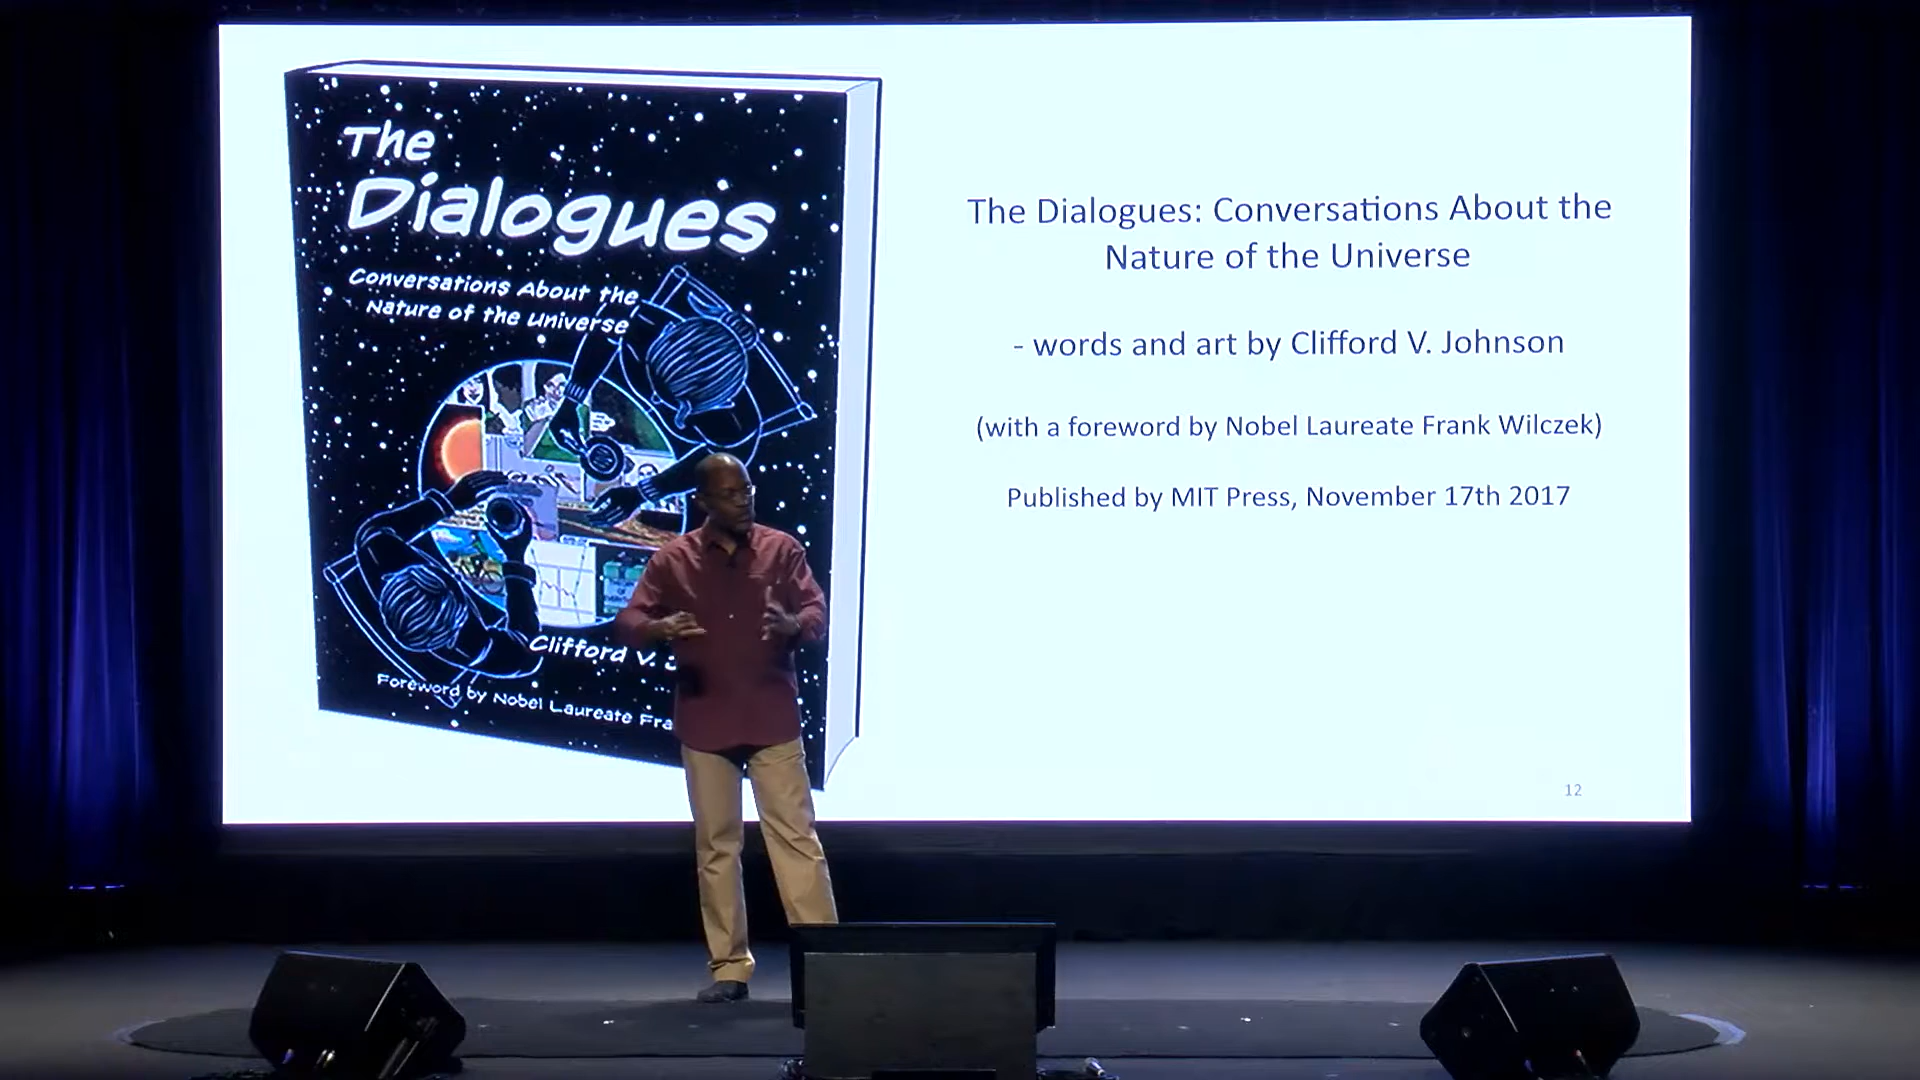 The
Dialogues
Conversations About the
Nature of the Universe
Clifford V.
Foreword by Nobel Laureate
The Dialogues: Conversations About the
Nature of the Universe
- words and art by Clifford V. Johnson
(with a foreword by Nobel Laureate Frank Wilczek)
Published by MIT Press, November 17th 2017
12